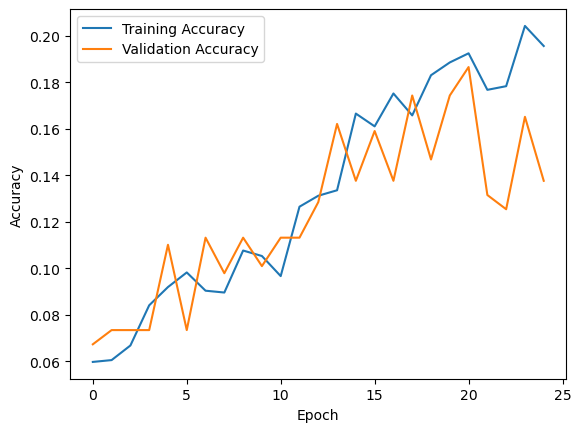 Training Accuracy
Validation Accuracy
0.20
0.18
0.16
0.14
0.12
0.10
0.08
0.06
Accuracy
0 5 10 15 20 25
Epoch